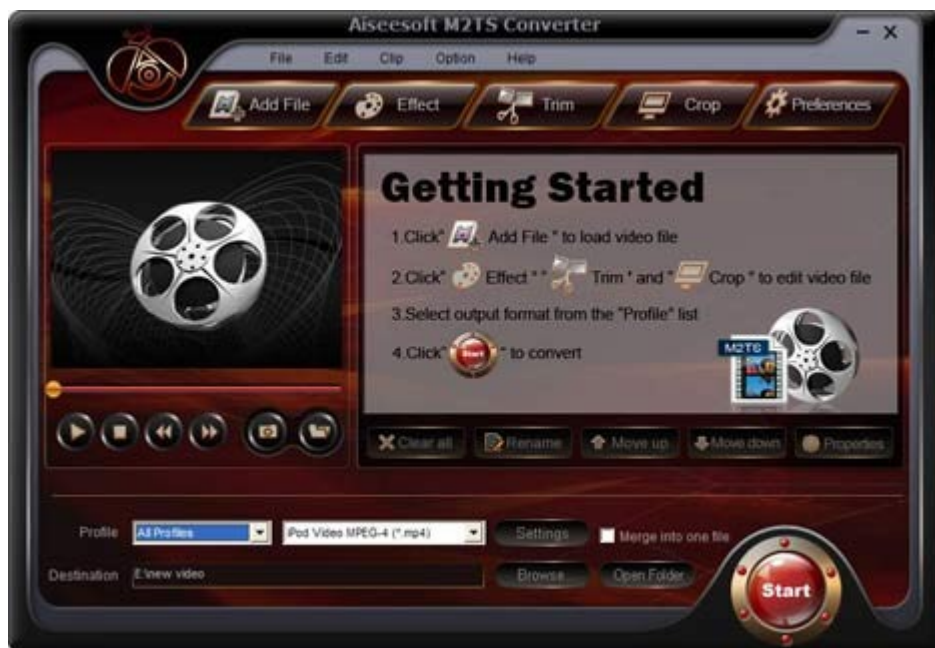 Aiseesoft M2TS Converter
File Edit Clip Option Help
Add File Effect Trim Crop Preferences
Getting Started
1.Click" Add File " to load video file
2.Click" Effect " " Trim " and " Crop " to edit video file
3.Select output format from the "Profile" list
4.Click" Start " to convert
M2TS
Clear all Rename Move up Move down Properties
Profile All Profiles iPod Video MPEG-4 (*.mp4) Settings Merge into one file
Destination E:\new video Browse Open Folder
Start